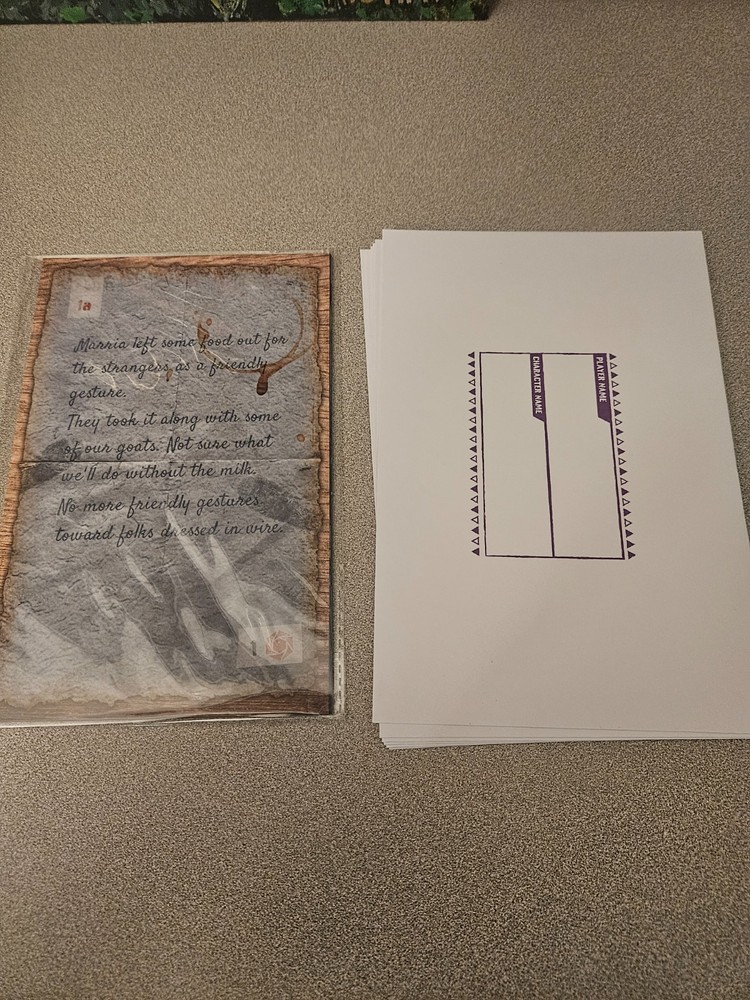 1a
Marria left some food out for
the strangers as a friendly
gesture.
They took it along with some
of our goats. Not sure what
we'll do without the milk.
No more friendly gestures
toward folks dressed in wire.
1
PLAYER NAME
CHARACTER NAME